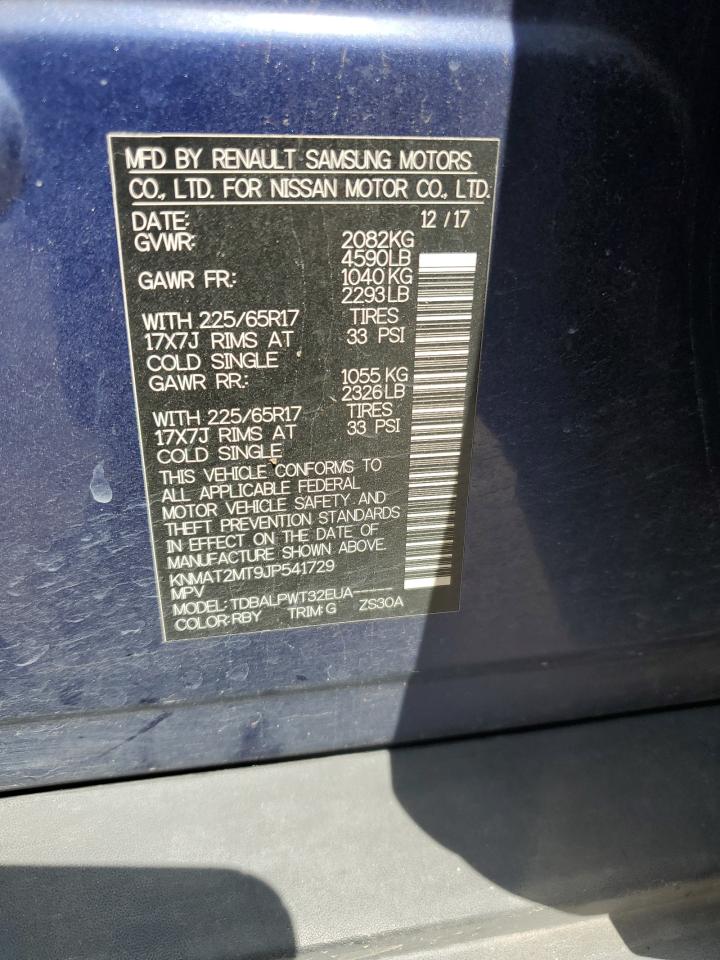 MFD BY RENAULT SAMSUNG MOTORS
CO., LTD. FOR NISSAN MOTOR CO., LTD.
DATE: 12 / 17
GVWR: 2082KG
4590LB
GAWR FR: 1040 KG
2293LB
WITH 225/65R17 TIRES
17X7J RIMS AT 33 PSI
COLD SINGLE
GAWR RR: 1055 KG
2326LB
WITH 225/65R17 TIRES
17X7J RIMS AT 33 PSI
COLD SINGLE
THIS VEHICLE CONFORMS TO
ALL APPLICABLE FEDERAL
MOTOR VEHICLE SAFETY AND
THEFT PREVENTION STANDARDS
IN EFFECT ON THE DATE OF
MANUFACTURE SHOWN ABOVE.
KNMAT2MT9JP541729
MPV
MODEL: TDBALPWT32EUA-----
COLOR: RBY TRIM: G ZS30A